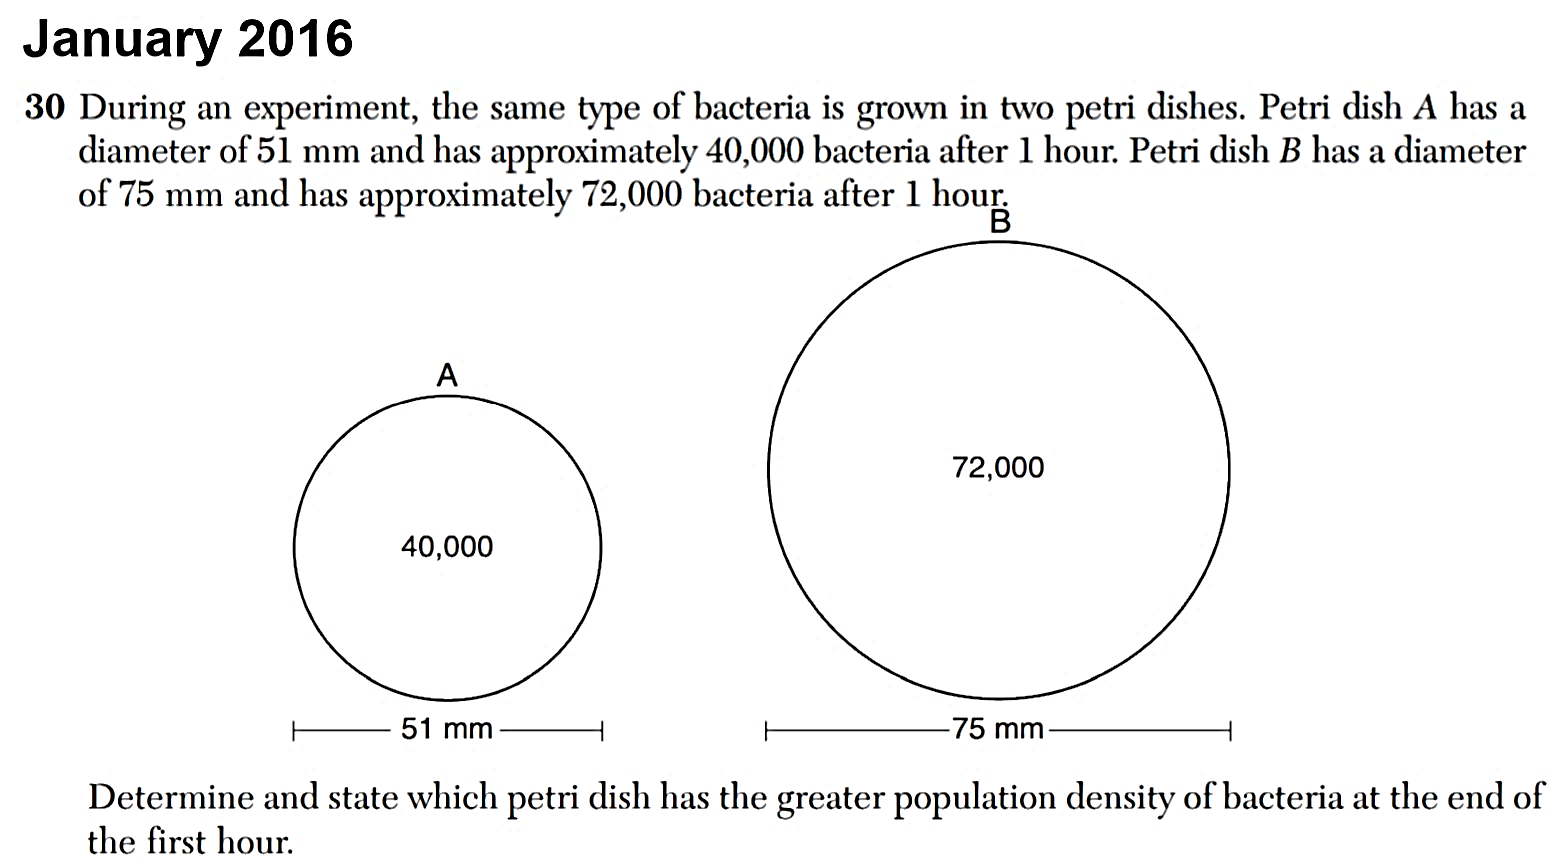 January 2016
30 During an experiment, the same type of bacteria is grown in two petri dishes. Petri dish A has a
diameter of 51 mm and has approximately 40,000 bacteria after 1 hour. Petri dish B has a diameter
of 75 mm and has approximately 72,000 bacteria after 1 hour.
B
A
72,000
40,000
51 mm
75 mm
Determine and state which petri dish has the greater population density of bacteria at the end of
the first hour.